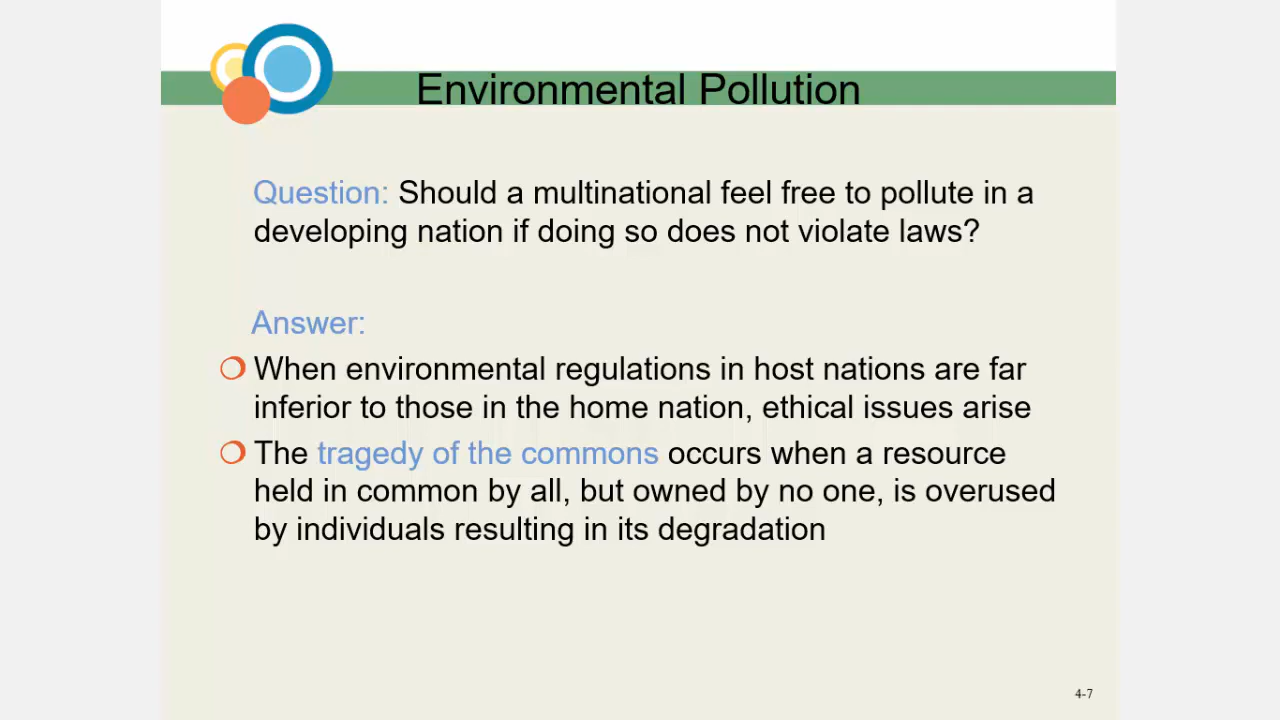 Environmental Pollution
Question: Should a multinational feel free to pollute in a
developing nation if doing so does not violate laws?
Answer:
When environmental regulations in host nations are far
inferior to those in the home nation, ethical issues arise
The tragedy of the commons occurs when a resource
held in common by all, but owned by no one, is overused
by individuals resulting in its degradation
4-7